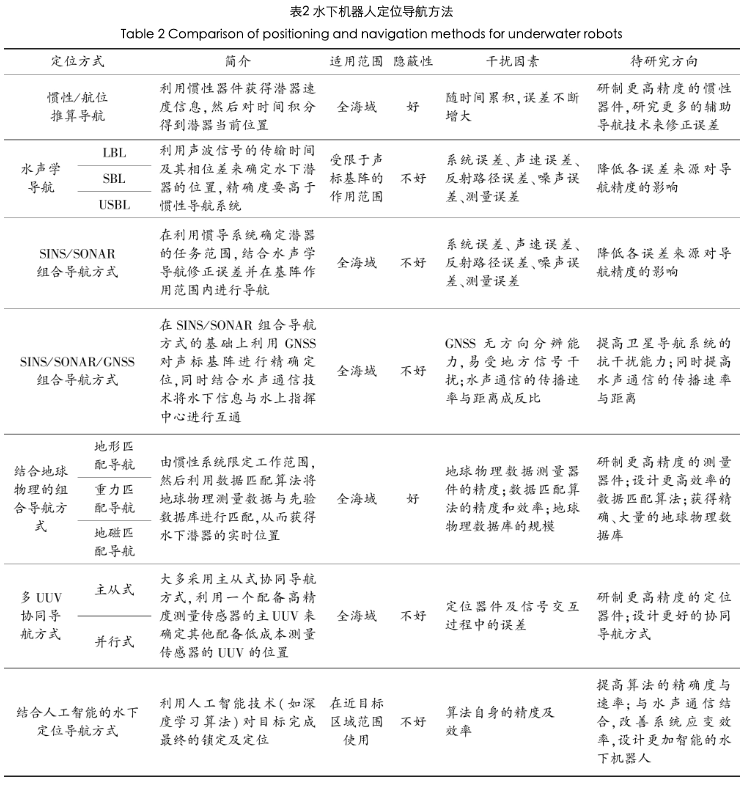 表2 水下机器人定位导航方法
Table 2 Comparison of positioning and navigation methods for underwater robots
定位方式 简介 适用范围 隐蔽性 干扰因素 待研究方向
惯性/航位
推算导航
利用惯性器件获得潜器速
度信息,然后对时间积分
得到潜器当前位置
全海域
好
随时间累积,误差不断
增大
研制更高精度的惯性
器件,研究更多的辅助
导航技术来修正误差
水声学
导航
LBL
SBL
USBL
利用声波信号的传输时间
及其相位差来确定水下潜
器的位置,精确度要高于
惯性导航系统
受限于声
标基阵的
作用范围
不好
系统误差、声速误差、
反射路径误差、噪声误
差、测量误差
降低各误差来源对导
航精度的影响
SINS/SONAR
组合导航方式
在利用惯导系统确定潜器
的任务范围,结合水声学
导航修正误差并在基阵作
用范围内进行导航
全海域
不好
系统误差、声速误差、
反射路径误差、噪声误
差、测量误差
降低各误差来源对导
航精度的影响
SINS/SONAR/GNSS
组合导航方式
在 SINS/SONAR 组合导航
方式的基础上利用 GNSS
对声标基阵进行精确定
位,同时结合水声通信技
术将水下信息与水上指挥
中心进行互通
全海域
不好
GNSS 无方向分辨能
力,易受地方信号干
扰;水声通信的传播速
率与距离成反比
提高卫星导航系统的
抗干扰能力;同时提高
水声通信的传播速率
与距离
结合地球
物理的组
合导航方
式
地形匹
配导航
重力匹
配导航
地磁匹
配导航
由惯性系统限定工作范围,
然后利用数据匹配算法将
地球物理测量数据与先验
数据库进行匹配,从而获得
水下潜器的实时位置
全海域
好
地球物理数据测量器
件的精度;数据匹配算
法的精度和效率;地球
物理数据库的规模
研制更高精度的测量
器件;设计更高效率的
数据匹配算法;获得精
确、大量的地球物理数
据库
多 UUV
协同导
航方式
主从式
并行式
大多采用主从式协同导航
方式,利用一个配备高精
度测量传感器的主 UUV 来
确定其他配备低成本测量
传感器的 UUV 的位置
全海域
不好
定位器件及信号交互
过程中的误差
研制更高精度的定位
器件;设计更好的协同
导航方式
结合人工智能的水下
定位导航方式
利用人工智能技术(如深
度学习算法)对目标完成
最终的锁定及定位
在近目标
区域范围
使用
不好
算法自身的精度及
效率
提高算法的精确度与
速率;与水声通信结
合,改善系统应变效
率,设计更加智能的水
下机器人